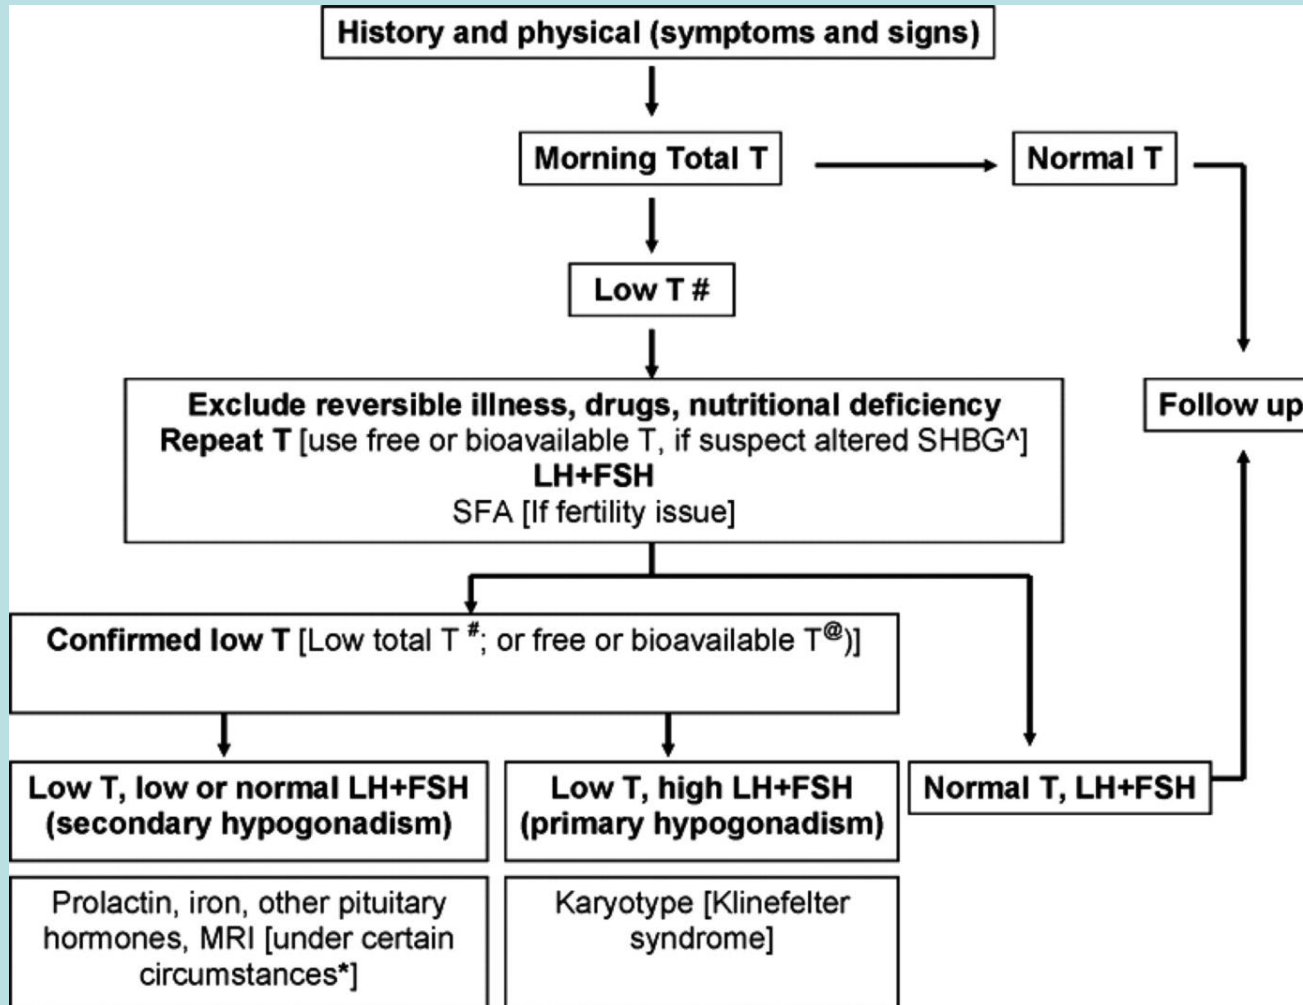 History and physical (symptoms and signs)
Morning Total T
Normal T
Low T #
Exclude reversible illness, drugs, nutritional deficiency
Repeat T [use free or bioavailable T, if suspect altered SHBG^]
LH+FSH
SFA [If fertility issue]
Follow up
Confirmed low T [Low total T #; or free or bioavailable T@)]
Low T, low or normal LH+FSH
(secondary hypogonadism)
Low T, high LH+FSH
(primary hypogonadism)
Normal T, LH+FSH
Prolactin, iron, other pituitary
hormones, MRI [under certain
circumstances*]
Karyotype [Klinefelter
syndrome]